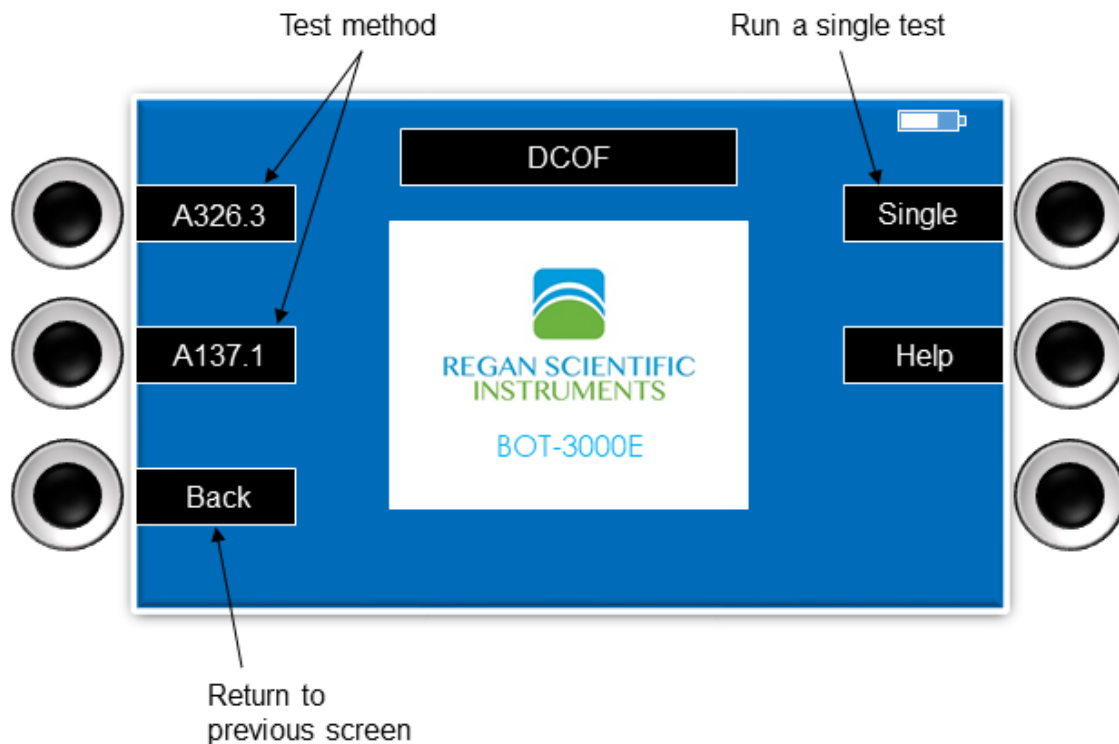 Test method
Run a single test
DCOF
A326.3
Single
REGAN SCIENTIFIC
INSTRUMENTS
A137.1
Help
BOT-3000E
Back
Return to
previous screen